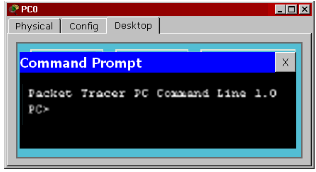 PC0
Physical Config Desktop
Command Prompt X
Packet Tracer PC Command Line 1.0
PC>